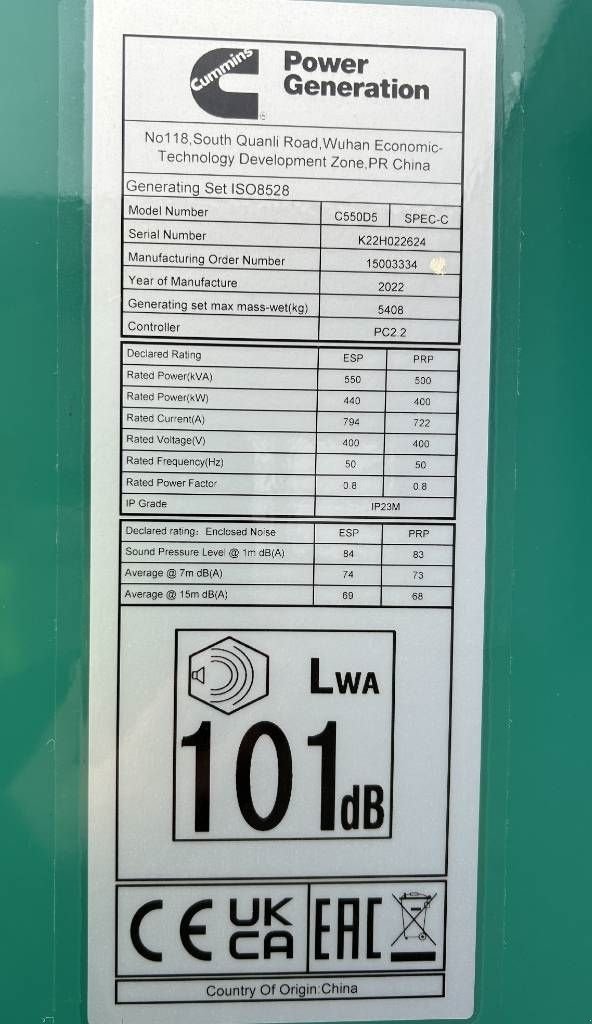 Cummins
Power
Generation
No118,South Quanli Road,Wuhan Economic-
Technology Development Zone,PR China
Generating Set ISO8528
Model Number C550D5 SPEC-C
Serial Number K22H022624
Manufacturing Order Number 15003334
Year of Manufacture 2022
Generating set max mass-wet(kg) 5408
Controller PC2.2
Declared Rating ESP PRP
Rated Power(kVA) 550 500
Rated Power(kW) 440 400
Rated Current(A) 794 722
Rated Voltage(V) 400 400
Rated Frequency(Hz) 50 50
Rated Power Factor 0.8 0.8
IP Grade IP23M
Declared rating: Enclosed Noise ESP PRP
Sound Pressure Level @ 1m dB(A) 84 83
Average @ 7m dB(A) 74 73
Average @ 15m dB(A) 69 68
LWA
101dB
CE UK CA EAC
Country Of Origin:China